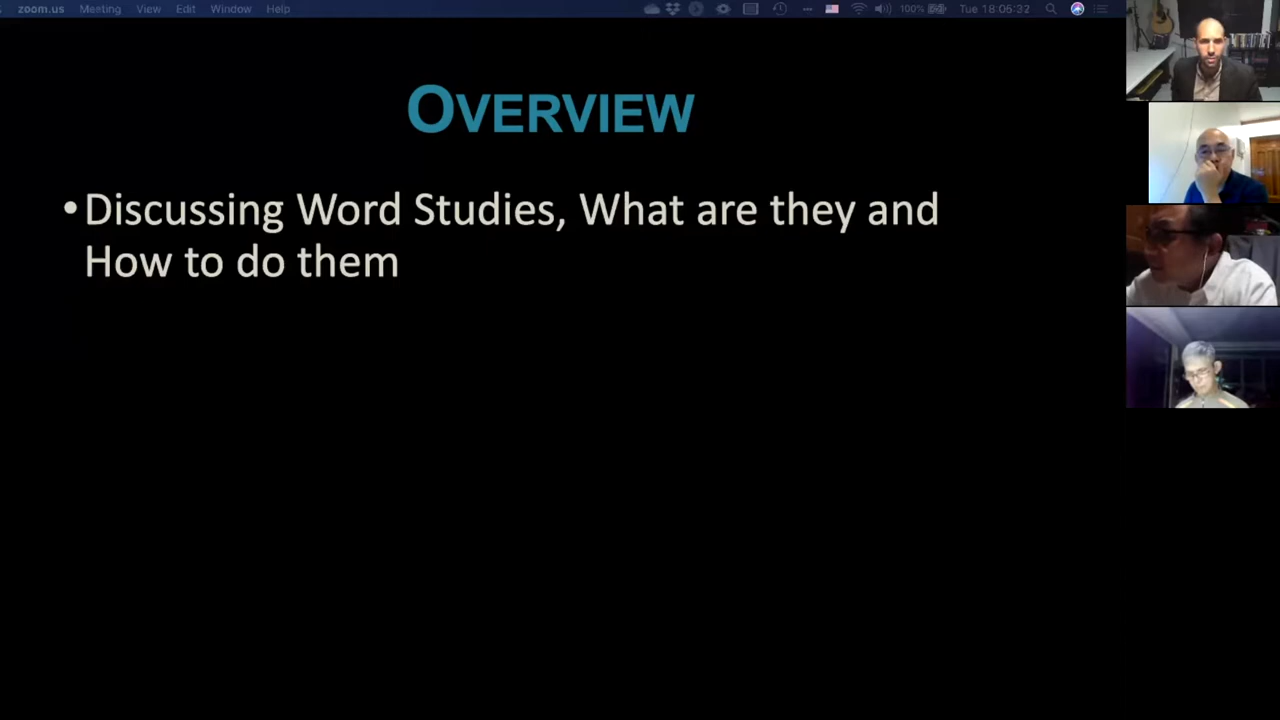 zoom.us Meeting View Edit Window Help 100% Tue 18:05:32
OVERVIEW
•Discussing Word Studies, What are they and
How to do them